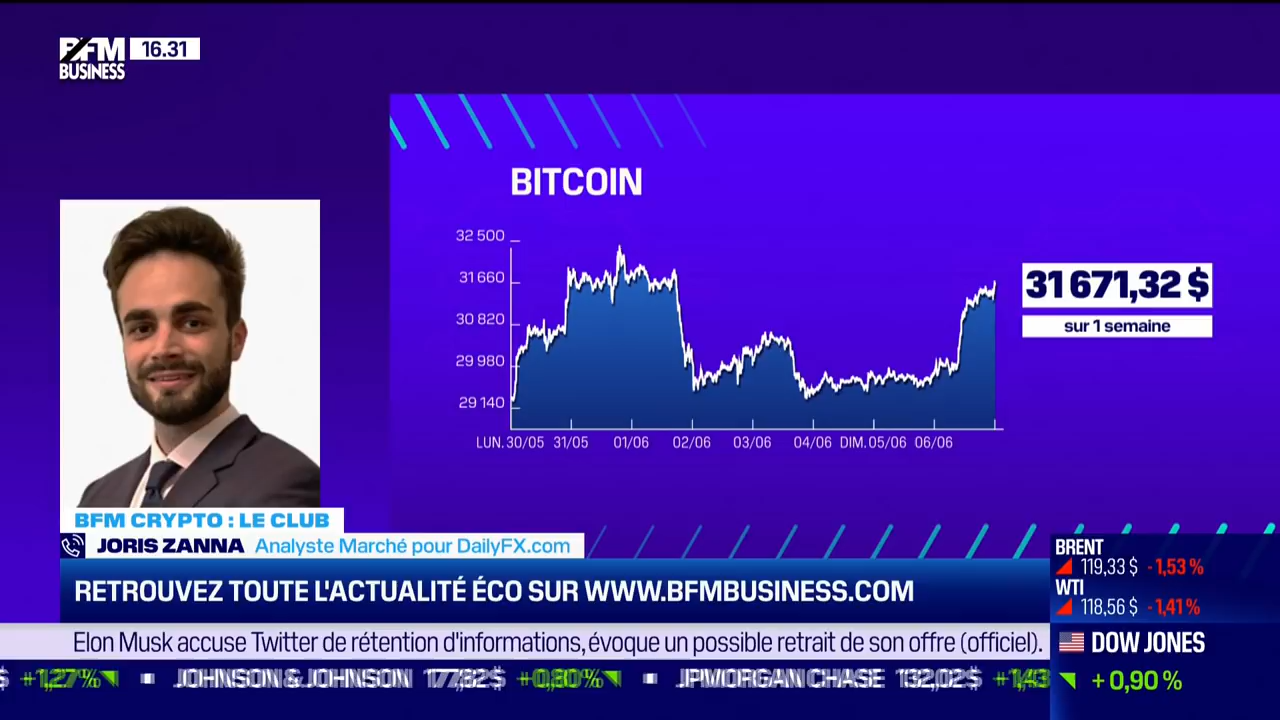 BFM
BUSINESS
16.31
BITCOIN
32 500
31 660
30 820
29 980
29 140
LUN. 30/05 31/05 01/06 02/06 03/06 04/06 DIM. 05/06 06/06
31 671,32 $
sur 1 semaine
BFM CRYPTO : LE CLUB
JORIS ZANNA Analyste Marché pour DailyFX.com
RETROUVEZ TOUTE L'ACTUALITÉ ÉCO SUR WWW.BFMBUSINESS.COM
BRENT
119,33 $ -1,53 %
WTI
118,56 $ -1,41 %
Elon Musk accuse Twitter de rétention d'informations, évoque un possible retrait de son offre (officiel).
DOW JONES
+ 0,90 %
$ +1,27% JOHNSON & JOHNSON $ JPMORGAN CHASE 132,02$ +1,43